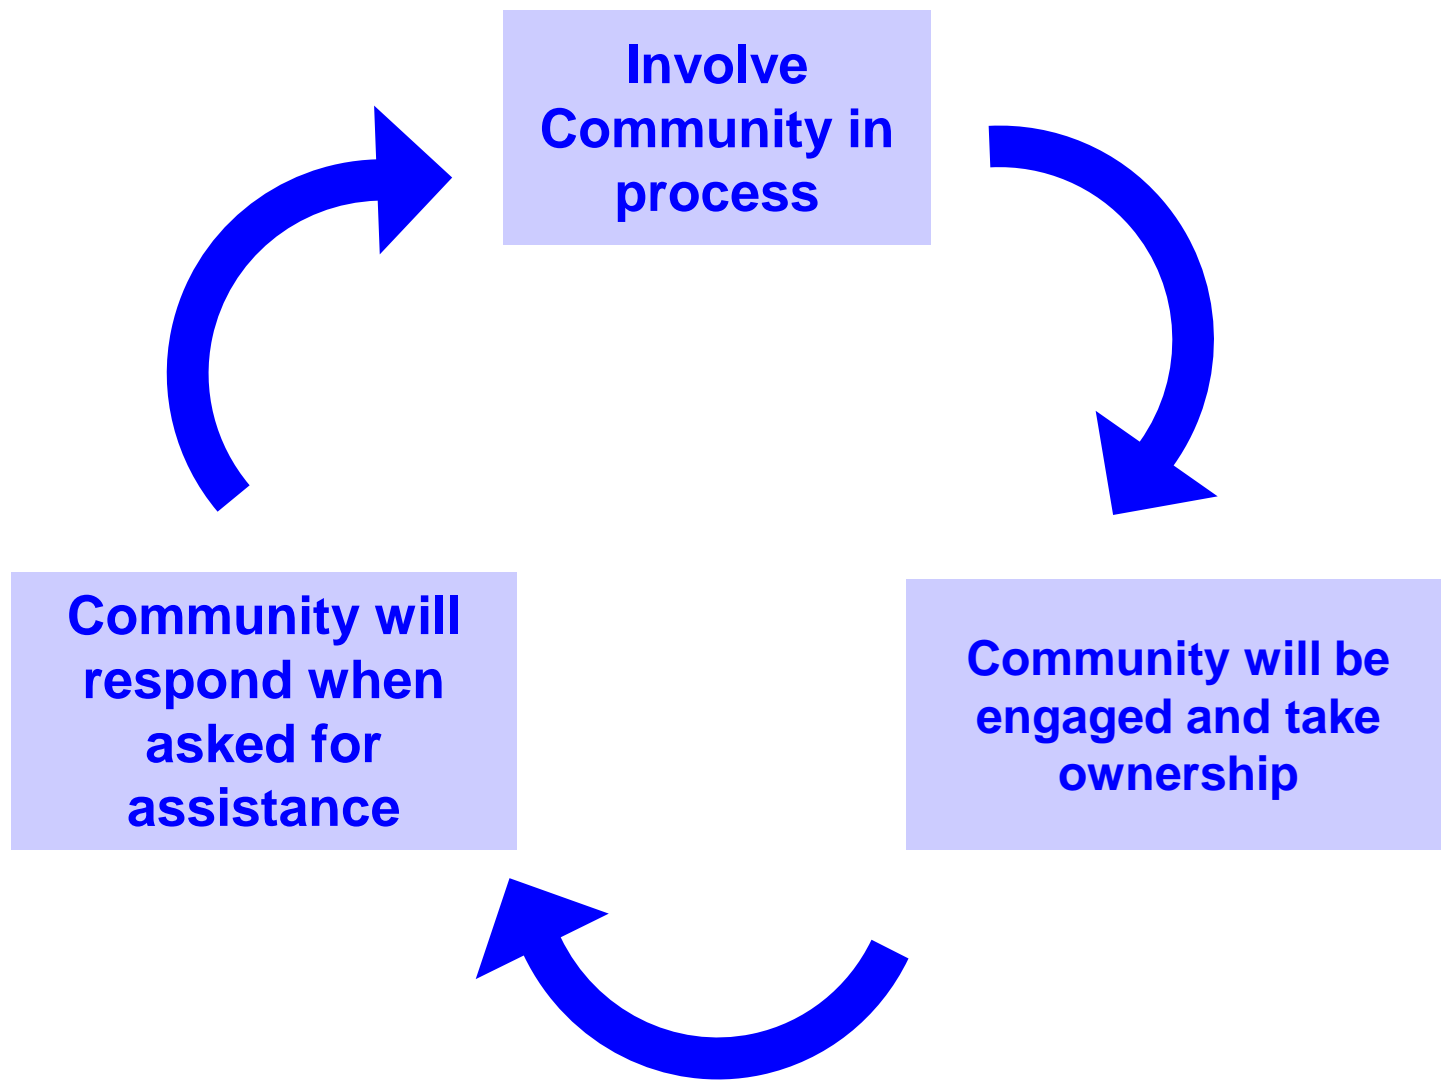 Involve
Community in
process
Community will be
engaged and take
ownership
Community will
respond when
asked for
assistance